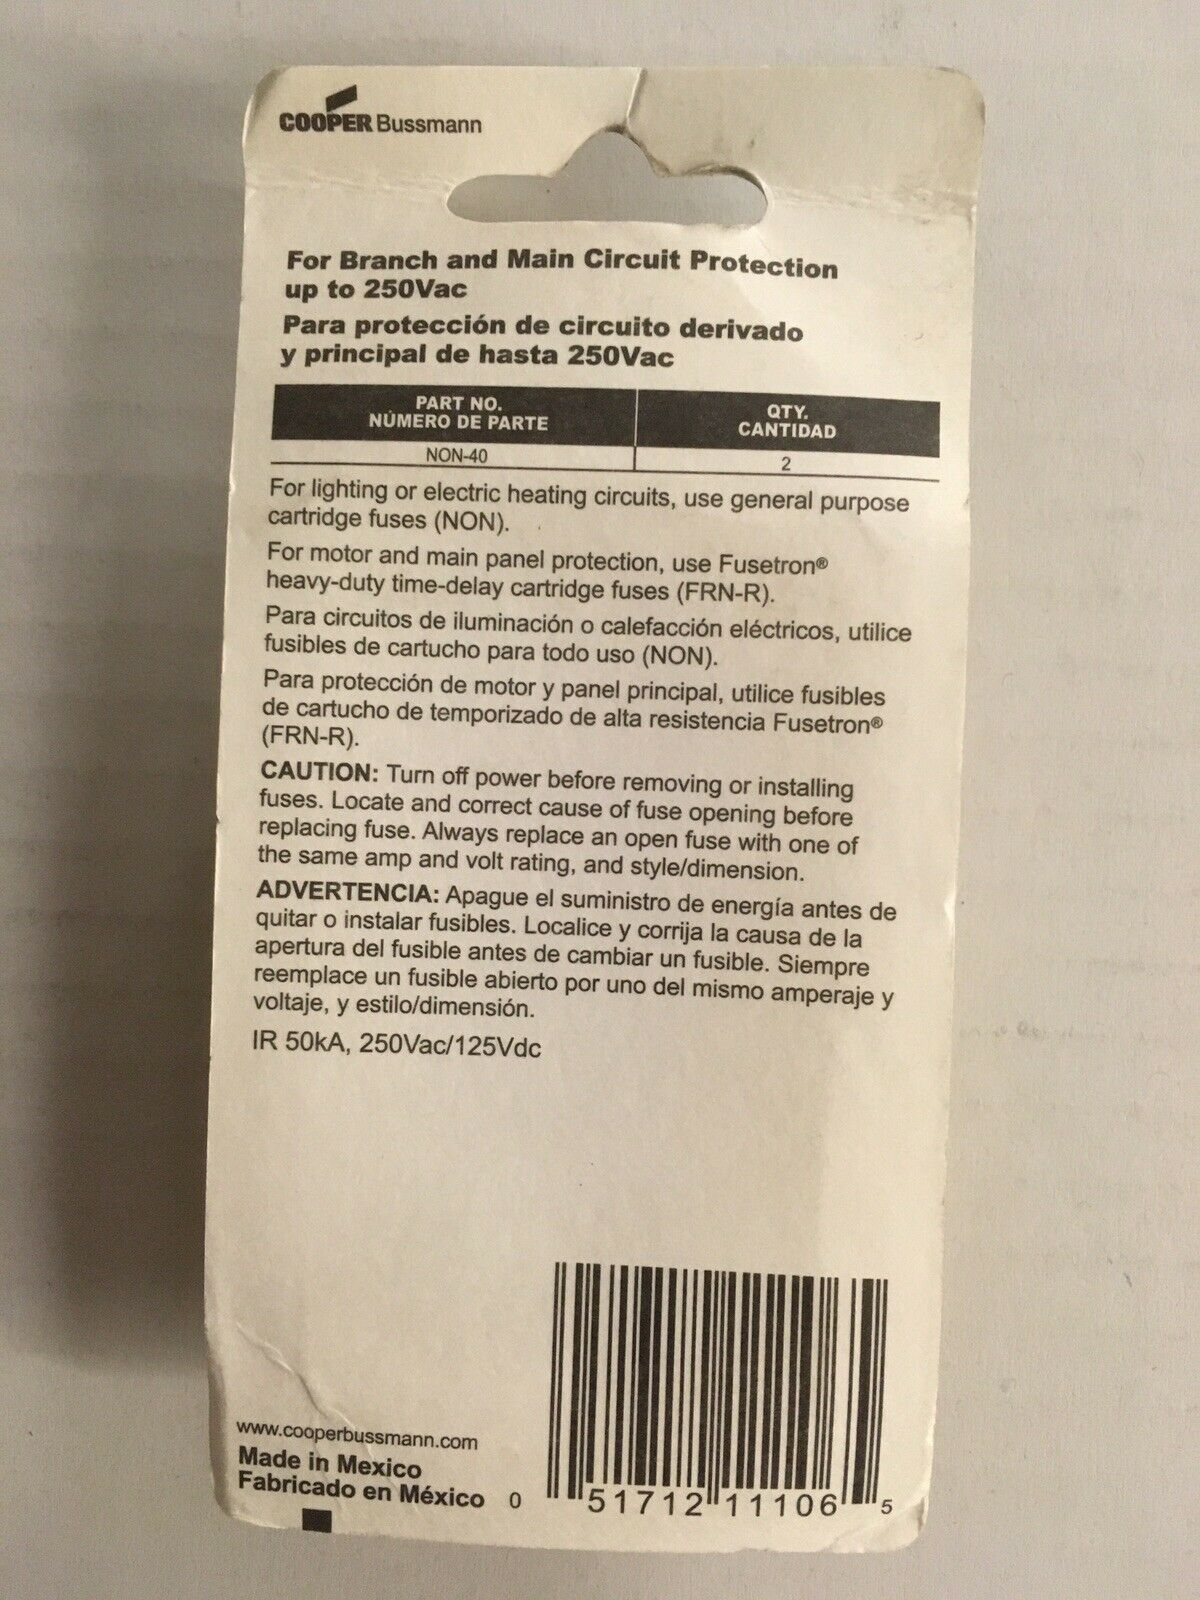 COOPER Bussmann
For Branch and Main Circuit Protection
up to 250Vac
Para protección de circuito derivado
y principal de hasta 250Vac
PART NO.
NÚMERO DE PARTE
QTY.
CANTIDAD
NON-40
2
For lighting or electric heating circuits, use general purpose
cartridge fuses (NON).
For motor and main panel protection, use Fusetron®
heavy-duty time-delay cartridge fuses (FRN-R).
Para circuitos de iluminación o calefacción eléctricos, utilice
fusibles de cartucho para todo uso (NON).
Para protección de motor y panel principal, utilice fusibles
de cartucho de temporizado de alta resistencia Fusetron®
(FRN-R).
CAUTION: Turn off power before removing or installing
fuses. Locate and correct cause of fuse opening before
replacing fuse. Always replace an open fuse with one of
the same amp and volt rating, and style/dimension.
ADVERTENCIA: Apague el suministro de energía antes de
quitar o instalar fusibles. Localice y corrija la causa de la
apertura del fusible antes de cambiar un fusible. Siempre
reemplace un fusible abierto por uno del mismo amperaje y
voltaje, y estilo/dimensión.
IR 50kA, 250Vac/125Vdc
www.cooperbussmann.com
Made in Mexico
Fabricado en México
0 51712 11106 5